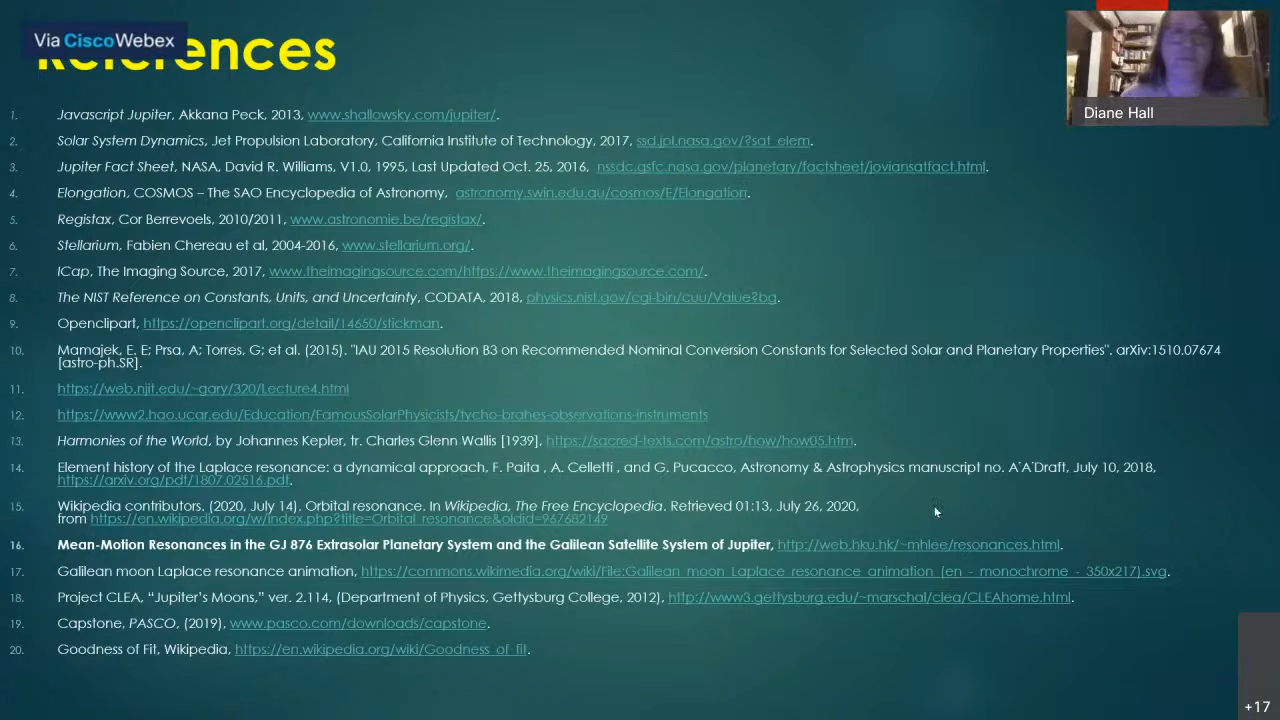 Via Cisco Webex
References
Diane Hall
1. Javascript Jupiter, Akkana Peck, 2013, www.shallowsky.com/jupiter/.
2. Solar System Dynamics, Jet Propulsion Laboratory, California Institute of Technology, 2017, ssd.jpl.nasa.gov/?sat_elem.
3. Jupiter Fact Sheet, NASA, David R. Williams, V1.0, 1995, Last Updated Oct. 25, 2016, nssdc.gsfc.nasa.gov/planetary/factsheet/joviansatfact.html.
4. Elongation, COSMOS – The SAO Encyclopedia of Astronomy, astronomy.swin.edu.au/cosmos/E/Elongation.
5. Registax, Cor Berrevoels, 2010/2011, www.astronomie.be/registax/.
6. Stellarium, Fabien Chereau et al, 2004-2016, www.stellarium.org/.
7. ICap, The Imaging Source, 2017, www.theimagingsource.com/https://www.theimagingsource.com/.
8. The NIST Reference on Constants, Units, and Uncertainty, CODATA, 2018, physics.nist.gov/cgi-bin/cuu/Value?bg.
9. Openclipart, https://openclipart.org/detail/14650/stickman.
10. Mamajek, E. E; Prsa, A; Torres, G; et al. (2015). "IAU 2015 Resolution B3 on Recommended Nominal Conversion Constants for Selected Solar and Planetary Properties". arXiv:1510.07674
[astro-ph.SR].
11. https://web.njit.edu/~gary/320/Lecture4.html
12. https://www2.hao.ucar.edu/Education/FamousSolarPhysicists/tycho-brahes-observations-instruments
13. Harmonies of the World, by Johannes Kepler, tr. Charles Glenn Wallis [1939], https://sacred-texts.com/astro/how/how05.htm.
14. Element history of the Laplace resonance: a dynamical approach, F. Paita , A. Celletti , and G. Pucacco, Astronomy & Astrophysics manuscript no. A˙A˙Draft, July 10, 2018,
https://arxiv.org/pdf/1807.02516.pdf.
15. Wikipedia contributors. (2020, July 14). Orbital resonance. In Wikipedia, The Free Encyclopedia. Retrieved 01:13, July 26, 2020,
from https://en.wikipedia.org/w/index.php?title=Orbital_resonance&oldid=967682149
16. Mean-Motion Resonances in the GJ 876 Extrasolar Planetary System and the Galilean Satellite System of Jupiter, http://web.hku.hk/~mhlee/resonances.html.
17. Galilean moon Laplace resonance animation, https://commons.wikimedia.org/wiki/File:Galilean_moon_Laplace_resonance_animation_(en_-_monochrome_-_350x217).svg.
18. Project CLEA, “Jupiter’s Moons,” ver. 2.114, (Department of Physics, Gettysburg College, 2012), http://www3.gettysburg.edu/~marschal/clea/CLEAhome.html.
19. Capstone, PASCO, (2019), www.pasco.com/downloads/capstone.
20. Goodness of Fit, Wikipedia, https://en.wikipedia.org/wiki/Goodness_of_fit.
+17